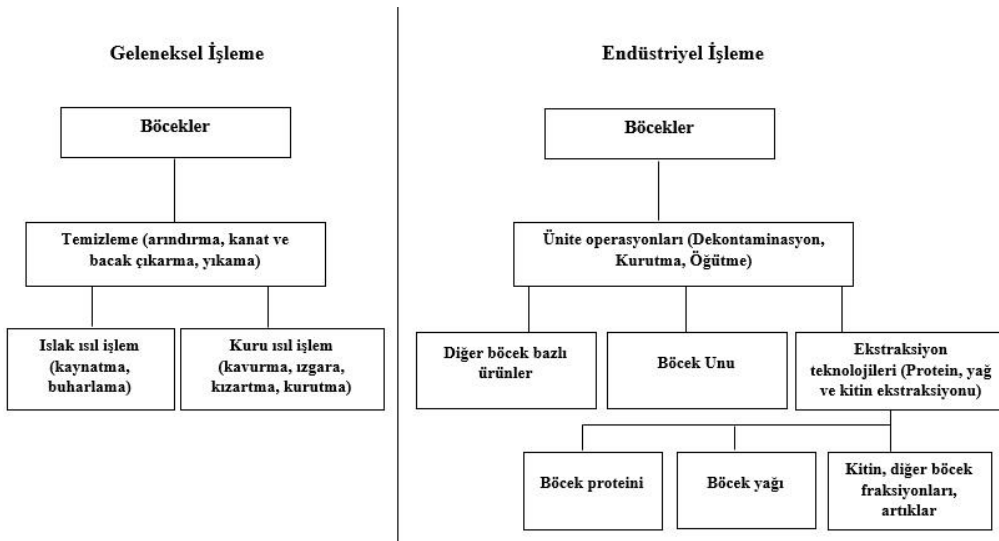 Geleneksel İşleme
Böcekler
Temizleme (arındırma, kanat ve
bacak çıkarma, yıkama)
Islak ısıl işlem
(kaynatma,
buharlama)
Kuru ısıl işlem
(kavurma, ızgara,
kızartma, kurutma)
Endüstriyel İşleme
Böcekler
Ünite operasyonları (Dekontaminasyon,
Kurutma, Öğütme)
Diğer böcek bazlı
ürünler
Böcek Unu
Ekstraksiyon
teknolojileri (Protein, yağ
ve kitin ekstraksiyonu)
Böcek proteini
Böcek yağı
Kitin, diğer böcek
fraksiyonları,
artıklar